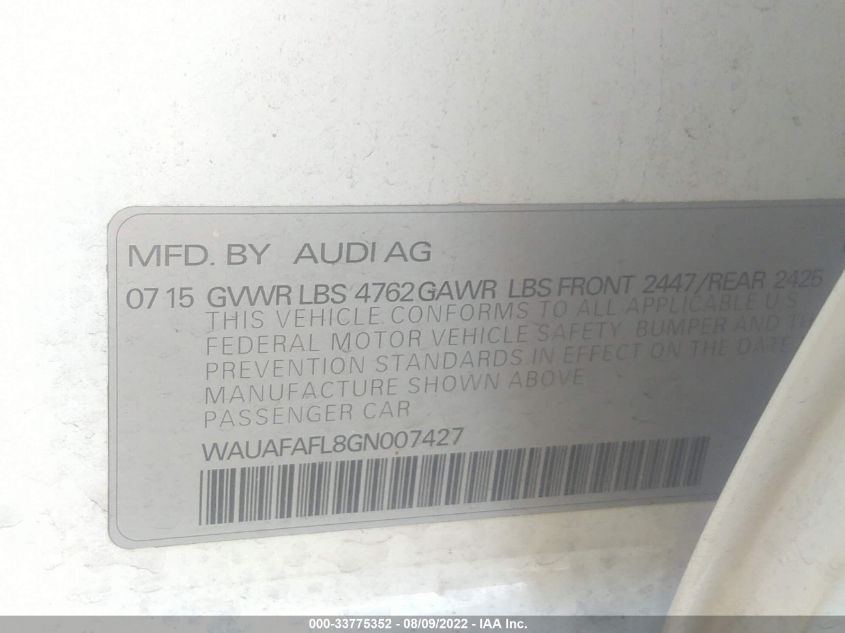 MFD. BY AUDI AG
07 15 GVWR LBS 4762 GAWR LBS FRONT 2447/REAR 2425
THIS VEHICLE CONFORMS TO ALL APPLICABLE U S
FEDERAL MOTOR VEHICLE SAFETY, BUMPER AND
PREVENTION STANDARDS IN EFFECT ON THE DATE
MANUFACTURE SHOWN ABOVE
PASSENGER CAR
WAUAFAFL8GN007427
000-33775352 - 08/09/2022 - IAA Inc.